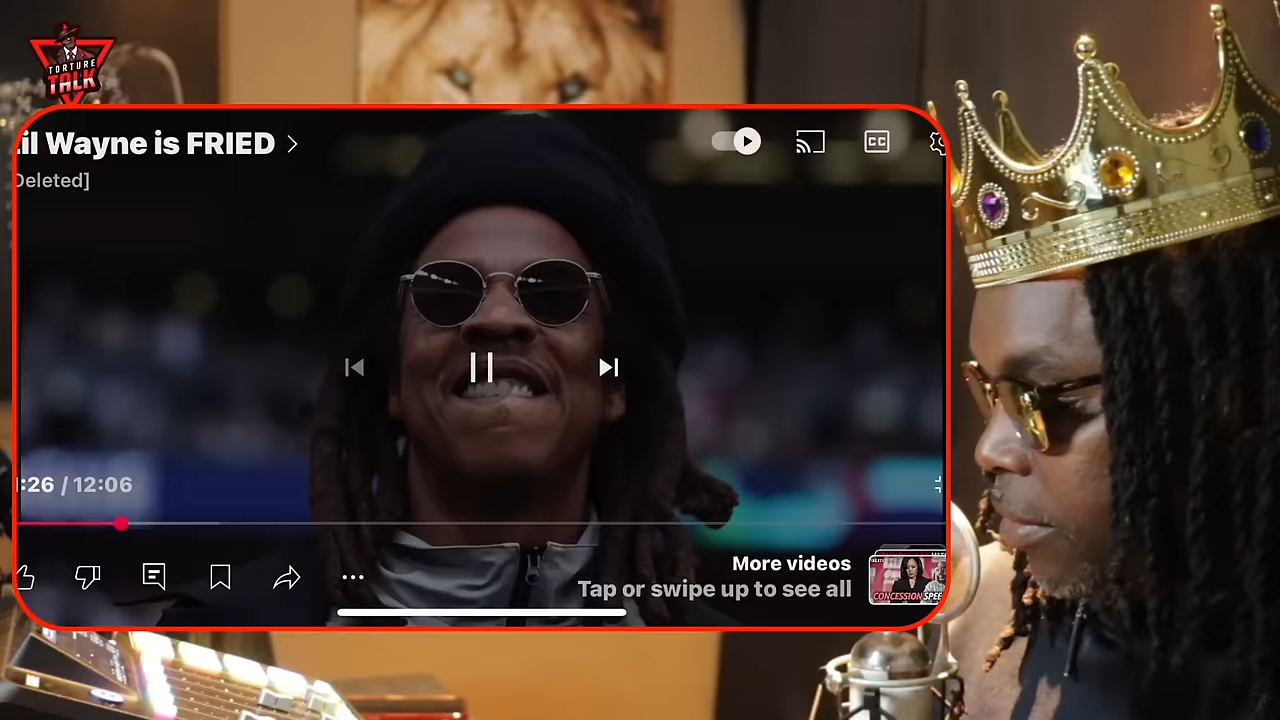 TORTURE
TALK
il Wayne is FRIED
Deleted]
CC
:26 / 12:06
More videos
Tap or swipe up to see all
CONCESSION SPEE